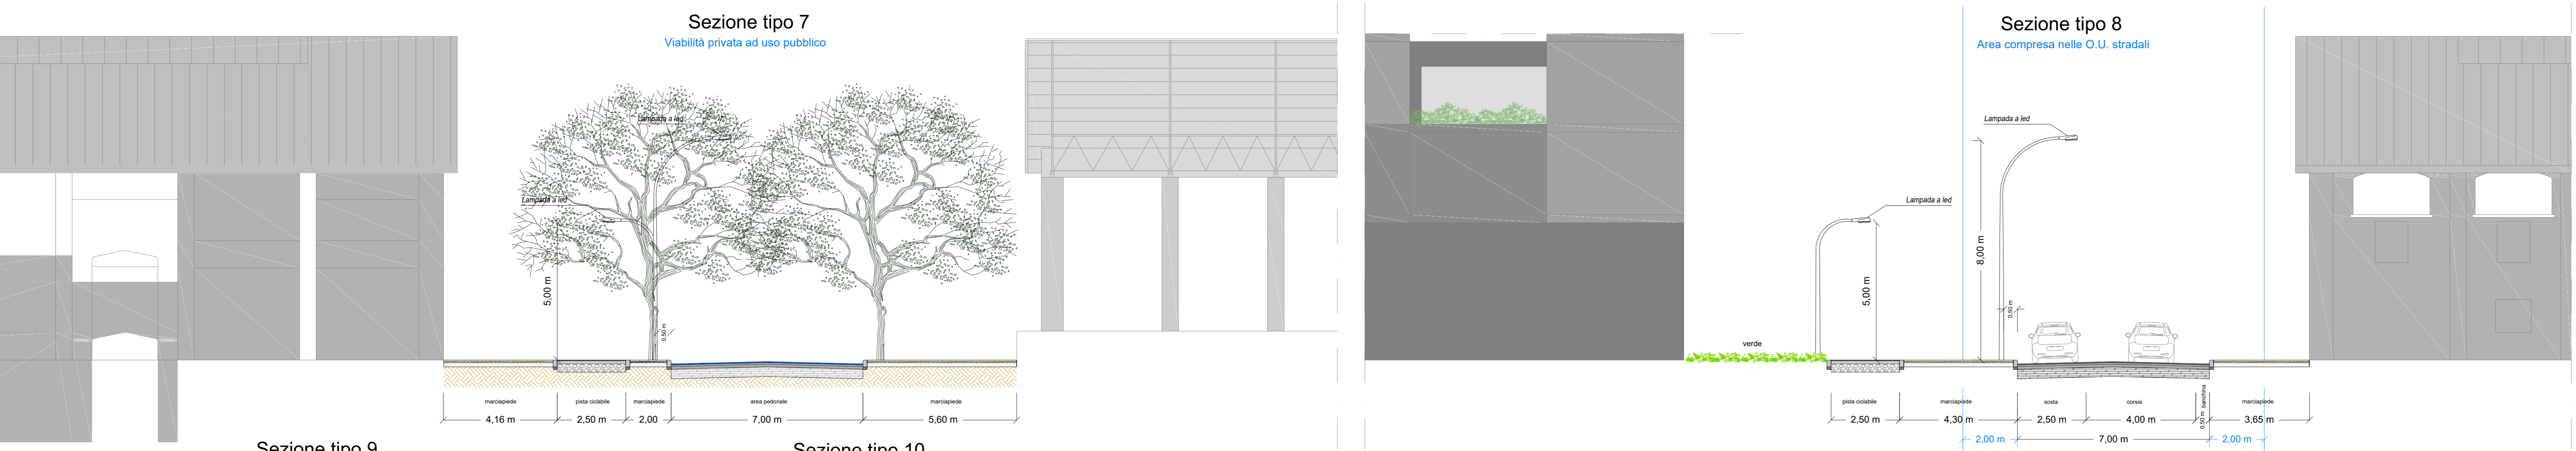 Sezione tipo 7
Viabilità privata ad uso pubblico
Lampada a led
Lampada a led
5,00 m
0,50 m
marciapiede
pista ciclabile
marciapiede
area pedonale
marciapiede
4,16 m
2,50 m
2,00
7,00 m
5,60 m
Sezione tipo 9
Sezione tipo 10
Sezione tipo 8
Area compresa nelle O.U. stradali
Lampada a led
Lampada a led
8,00 m
5,00 m
0,50 m
verde
pista ciclabile
marciapiede
sosta
corsia
banchina
marciapiede
2,50 m
4,30 m
2,50 m
4,00 m
0,50 m
3,65 m
2,00 m
7,00 m
2,00 m